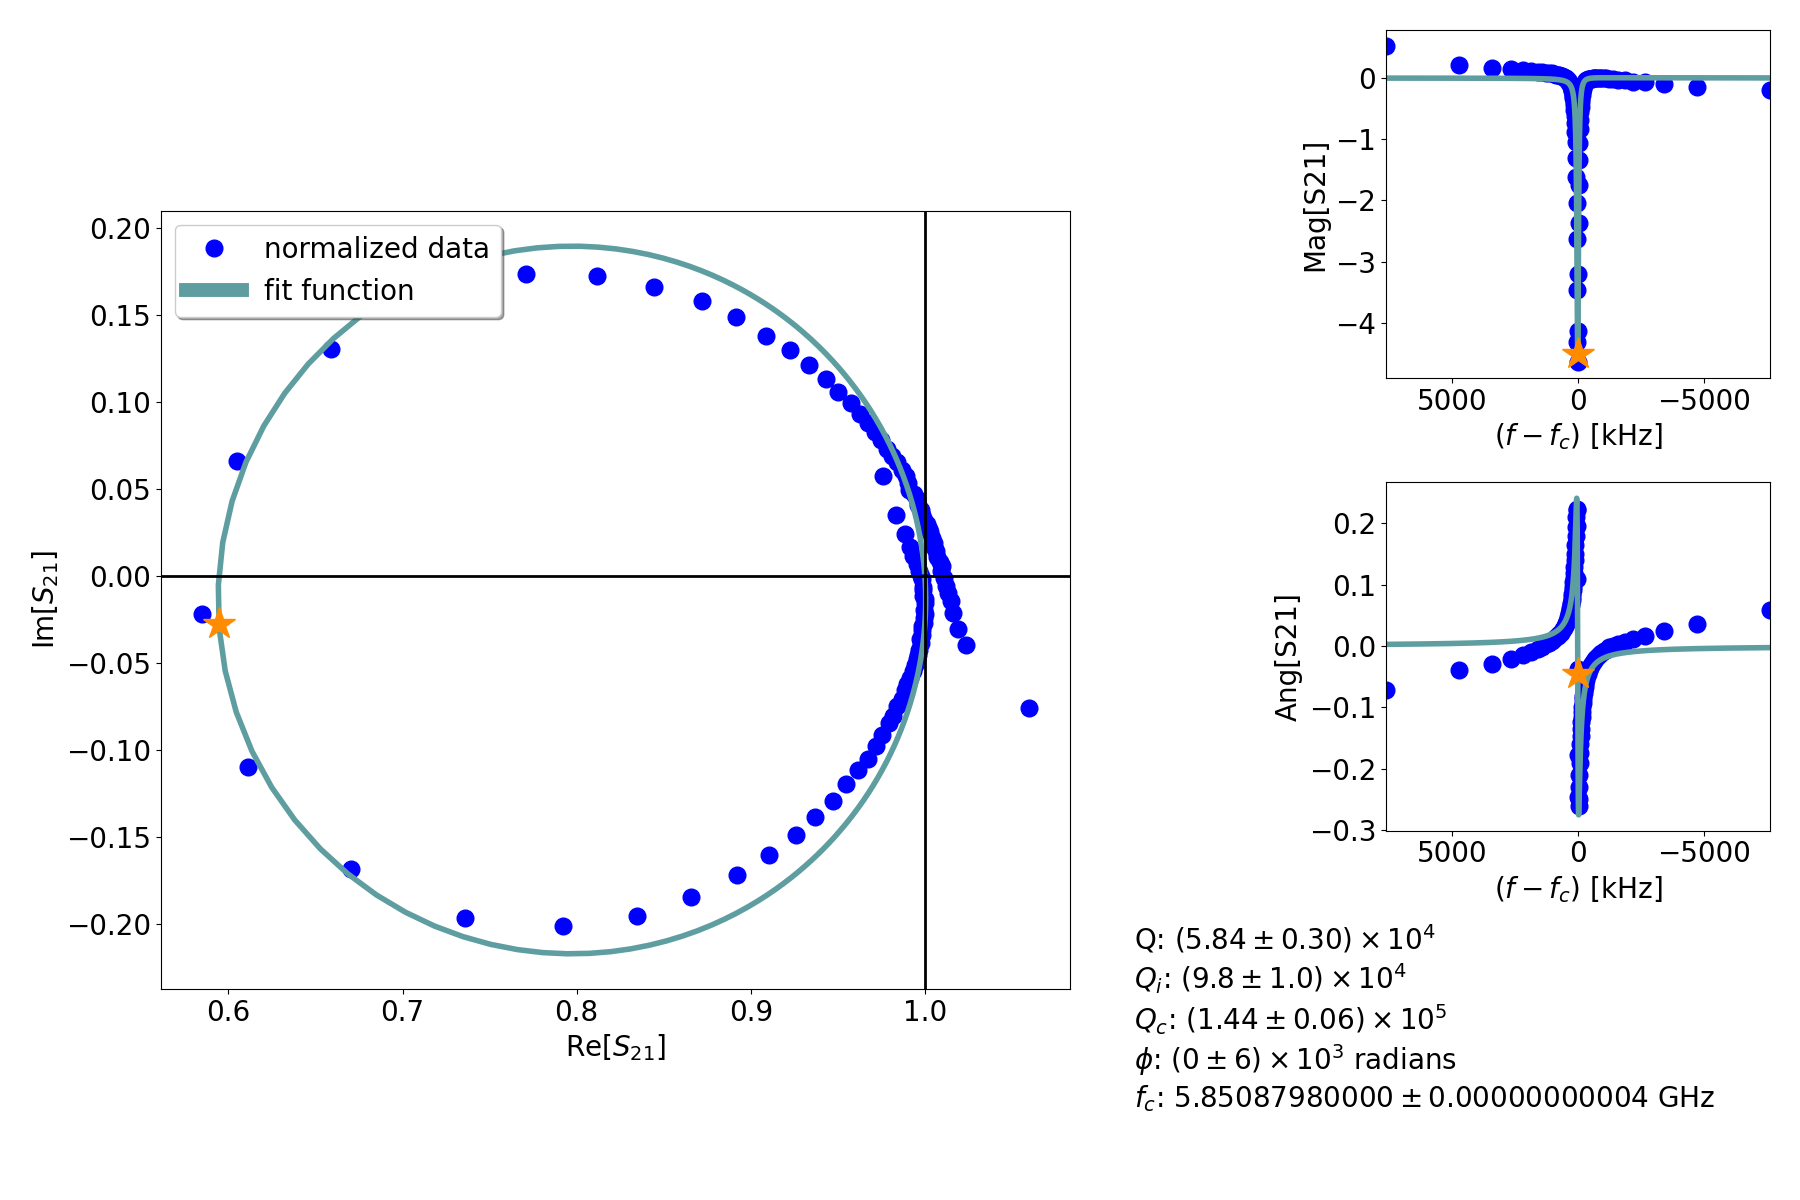 normalized data
fit function
0.20
0.15
0.10
0.05
0.00
−0.05
−0.10
−0.15
−0.20
Im[S21]
0.6 0.7 0.8 0.9 1.0
Re[S21]
0
−1
−2
−3
−4
Mag[S21]
5000 0 −5000
(f − fc) [kHz]
0.2
0.1
0.0
−0.1
−0.2
−0.3
Ang[S21]
5000 0 −5000
(f − fc) [kHz]
Q: (5.84 ± 0.30) × 10^4
Qi: (9.8 ± 1.0) × 10^4
Qc: (1.44 ± 0.06) × 10^5
ϕ: (0 ± 6) × 10^3 radians
fc: 5.85087980000 ± 0.00000000004 GHz